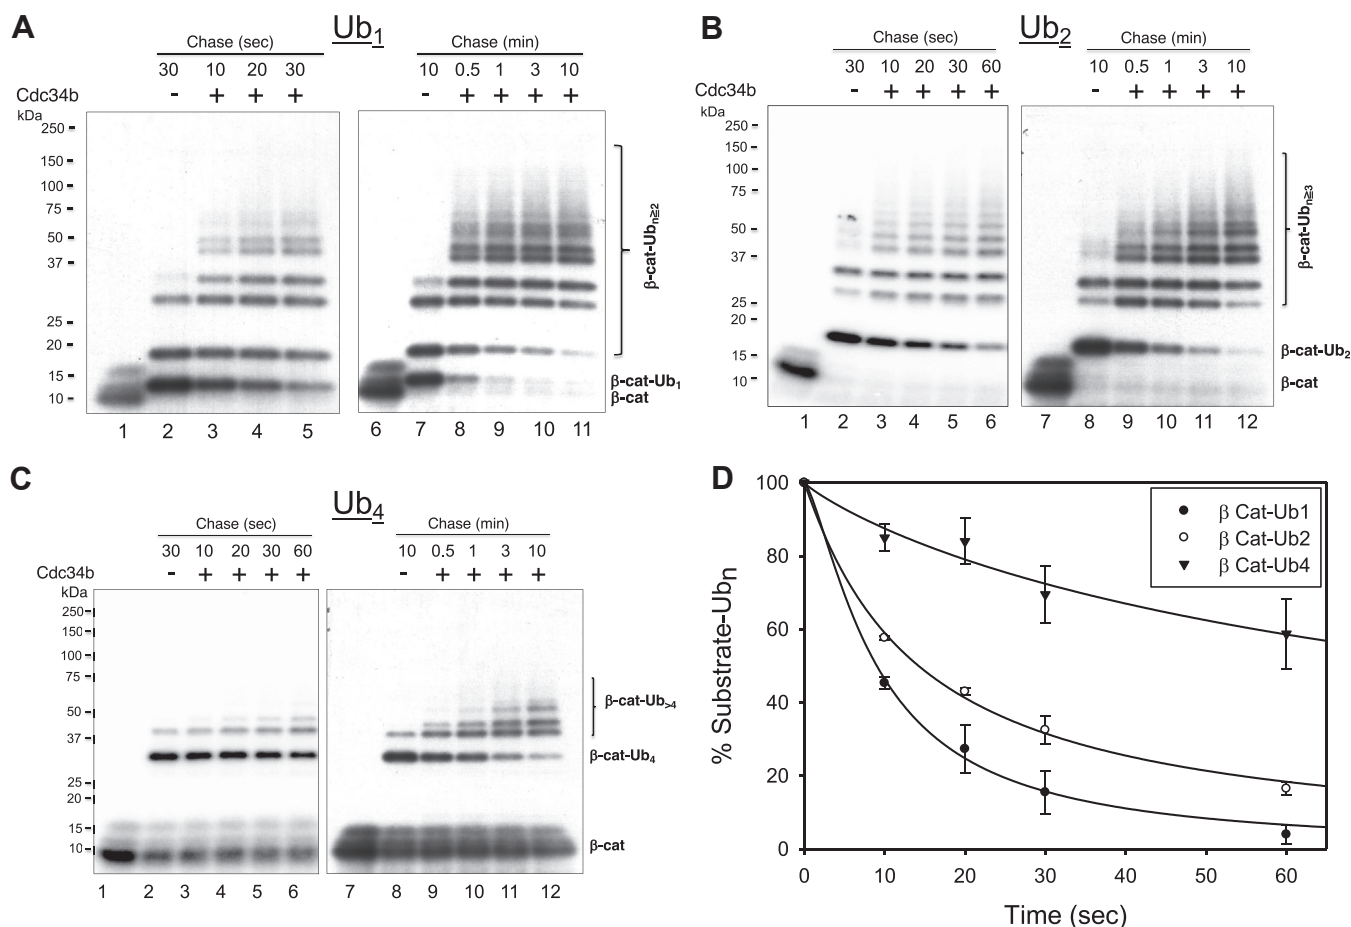 A
Ub1
Chase (sec)
Chase (min)
30 10 20 30
10 0.5 1 3 10
Cdc34b - + + +
- + + + +
kDa
250
150
100
75
50
37
25
20
15
10
β-cat-Ubn≧2
β-cat-Ub1
β-cat
1 2 3 4 5
6 7 8 9 10 11
B
Ub2
Chase (sec)
Chase (min)
30 10 20 30 60
10 0.5 1 3 10
Cdc34b - + + + +
- + + + +
kDa
250
150
100
75
50
37
25
20
15
10
β-cat-Ubn≧3
β-cat-Ub2
β-cat
1 2 3 4 5 6
7 8 9 10 11 12
C
Ub4
Chase (sec)
Chase (min)
30 10 20 30 60
10 0.5 1 3 10
Cdc34b - + + + +
- + + + +
kDa
250
150
100
75
50
37
25
20
15
10
β-cat-Ub>4
β-cat-Ub4
β-cat
1 2 3 4 5 6
7 8 9 10 11 12
D
% Substrate-Ubn
100
80
60
40
20
0
β Cat-Ub1
β Cat-Ub2
β Cat-Ub4
0 10 20 30 40 50 60
Time (sec)